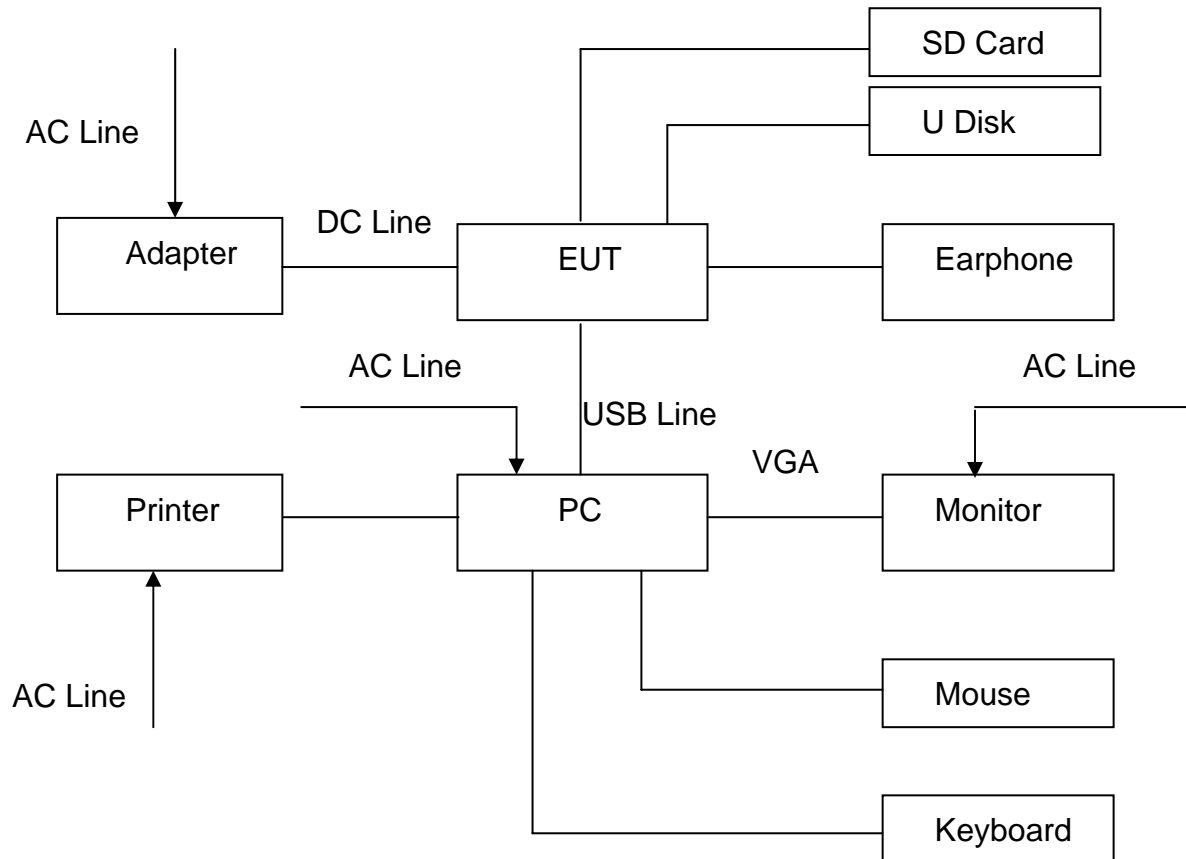 SD Card
U Disk
AC Line
DC Line
Adapter
EUT
Earphone
AC Line
AC Line
USB Line
VGA
Printer
PC
Monitor
AC Line
Mouse
Keyboard